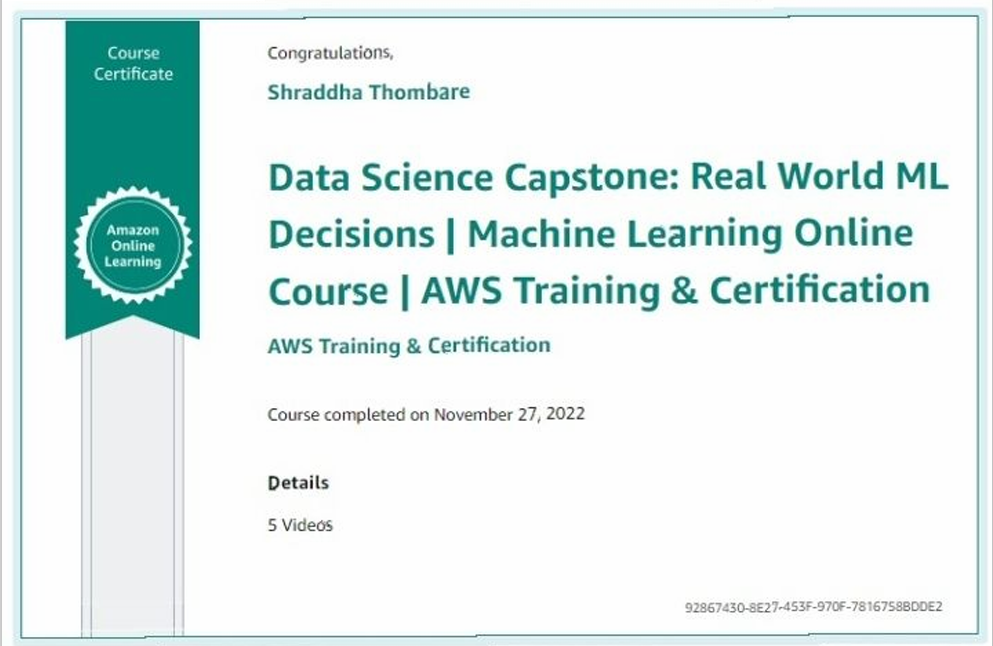 Course
Certificate
Amazon
Online
Learning
Congratulations,
Shraddha Thombare
Data Science Capstone: Real World ML
Decisions | Machine Learning Online
Course | AWS Training & Certification
AWS Training & Certification
Course completed on November 27, 2022
Details
5 Videos
92867430-8E27-453F-970F-7816758BDDE2